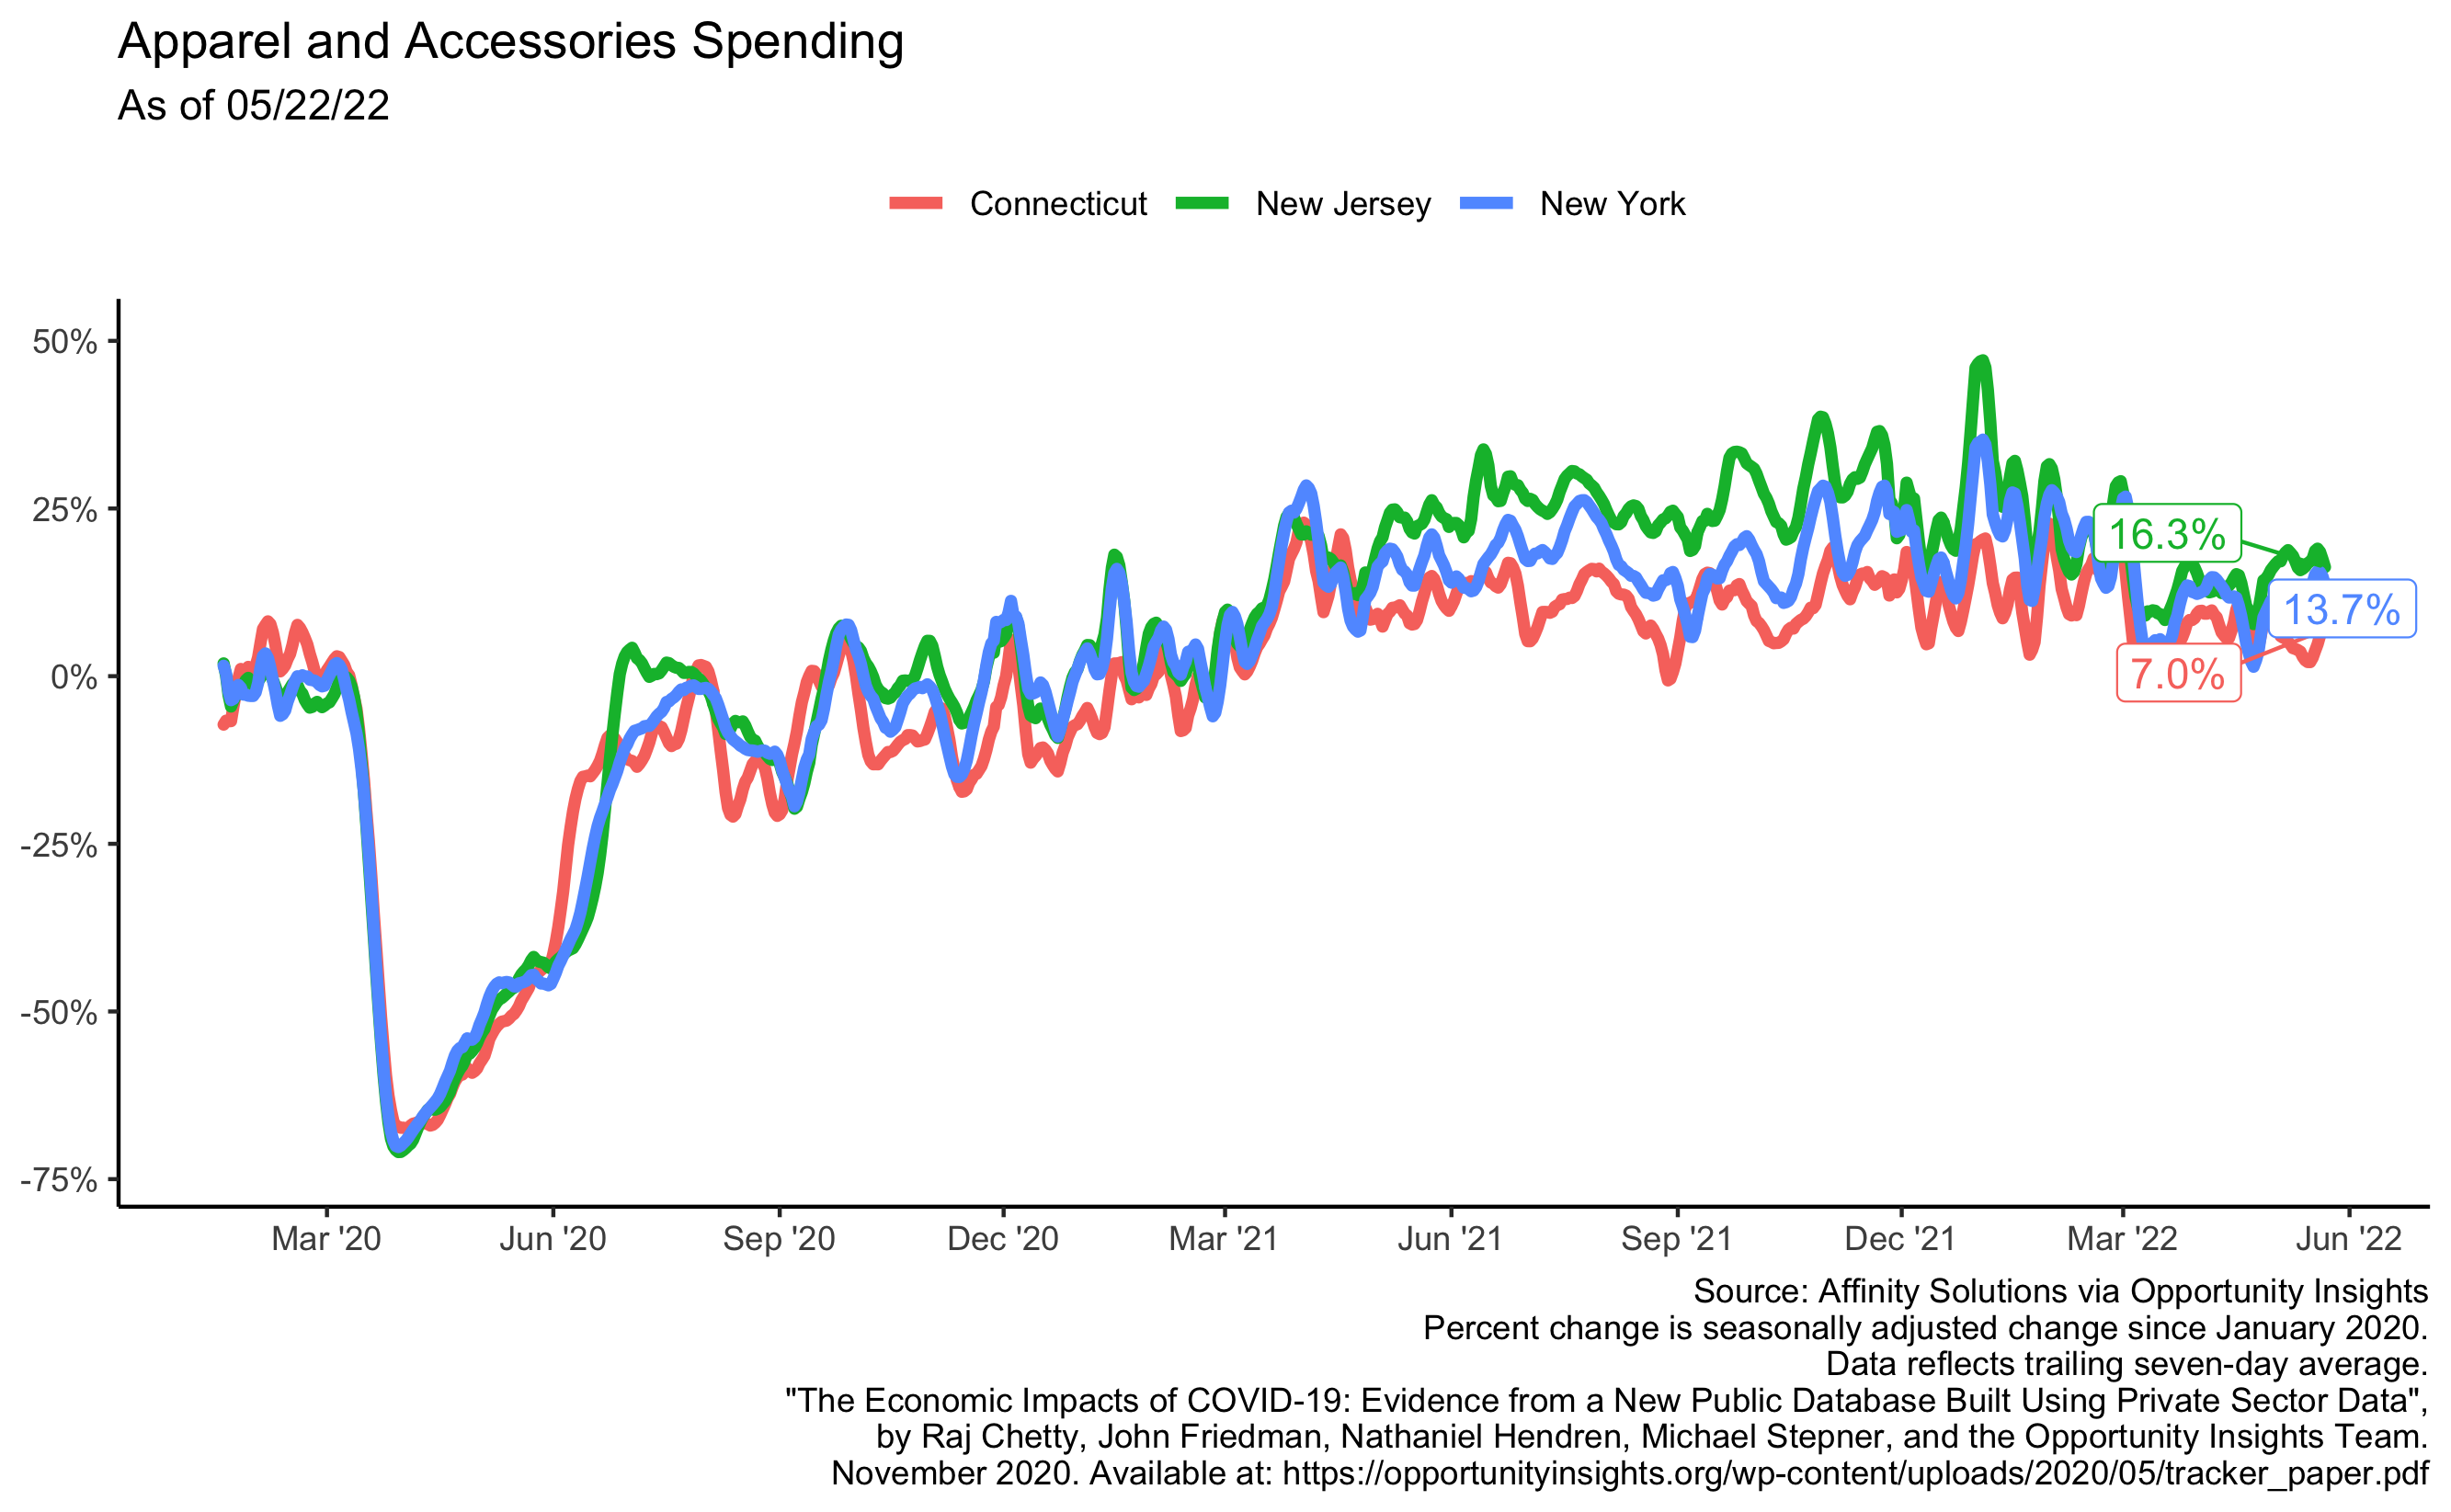 Apparel and Accessories Spending
As of 05/22/22
Connecticut New Jersey New York
50%
25%
0%
-25%
-50%
-75%
16.3%
13.7%
7.0%
Mar '20 Jun '20 Sep '20 Dec '20 Mar '21 Jun '21 Sep '21 Dec '21 Mar '22 Jun '22
Source: Affinity Solutions via Opportunity Insights
Percent change is seasonally adjusted change since January 2020.
Data reflects trailing seven-day average.
"The Economic Impacts of COVID-19: Evidence from a New Public Database Built Using Private Sector Data",
by Raj Chetty, John Friedman, Nathaniel Hendren, Michael Stepner, and the Opportunity Insights Team.
November 2020. Available at: https://opportunityinsights.org/wp-content/uploads/2020/05/tracker_paper.pdf